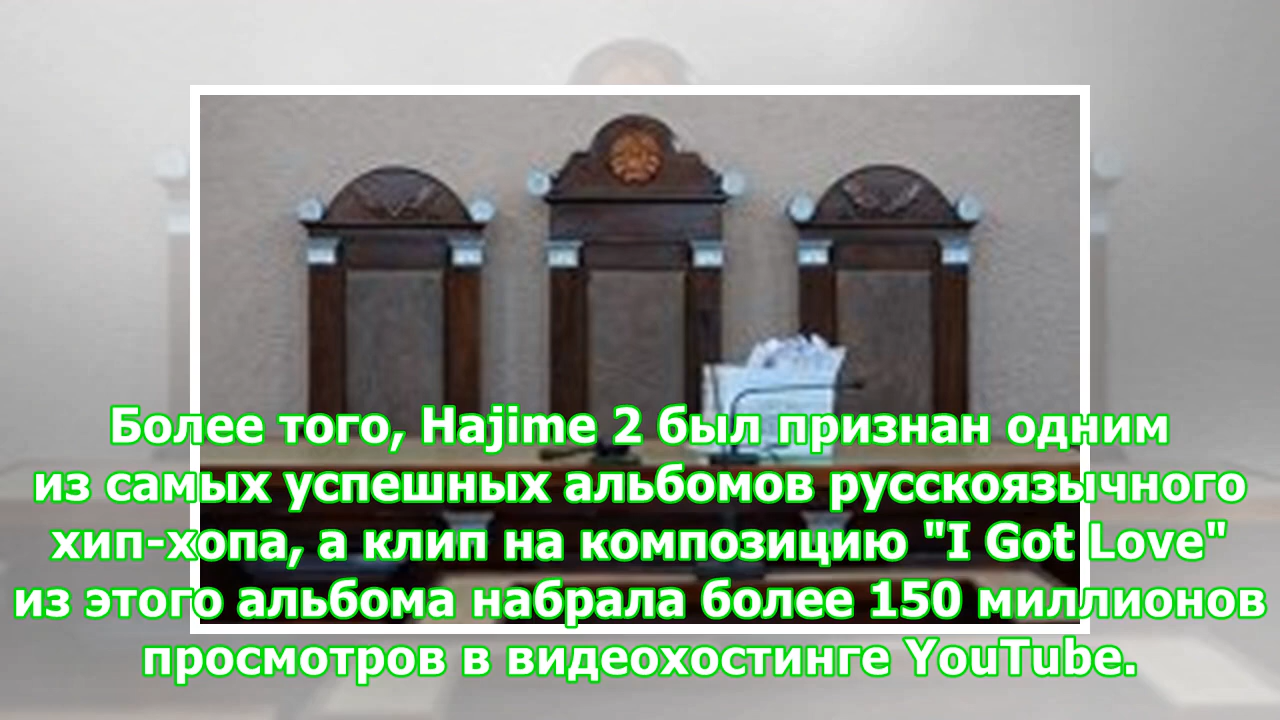 Более того, Hajime 2 был признан одним
из самых успешных альбомов русскоязычного
хип-хопа, а клип на композицию "I Got Love"
из этого альбома набрала более 150 миллионов
просмотров в видеохостинге YouTube.